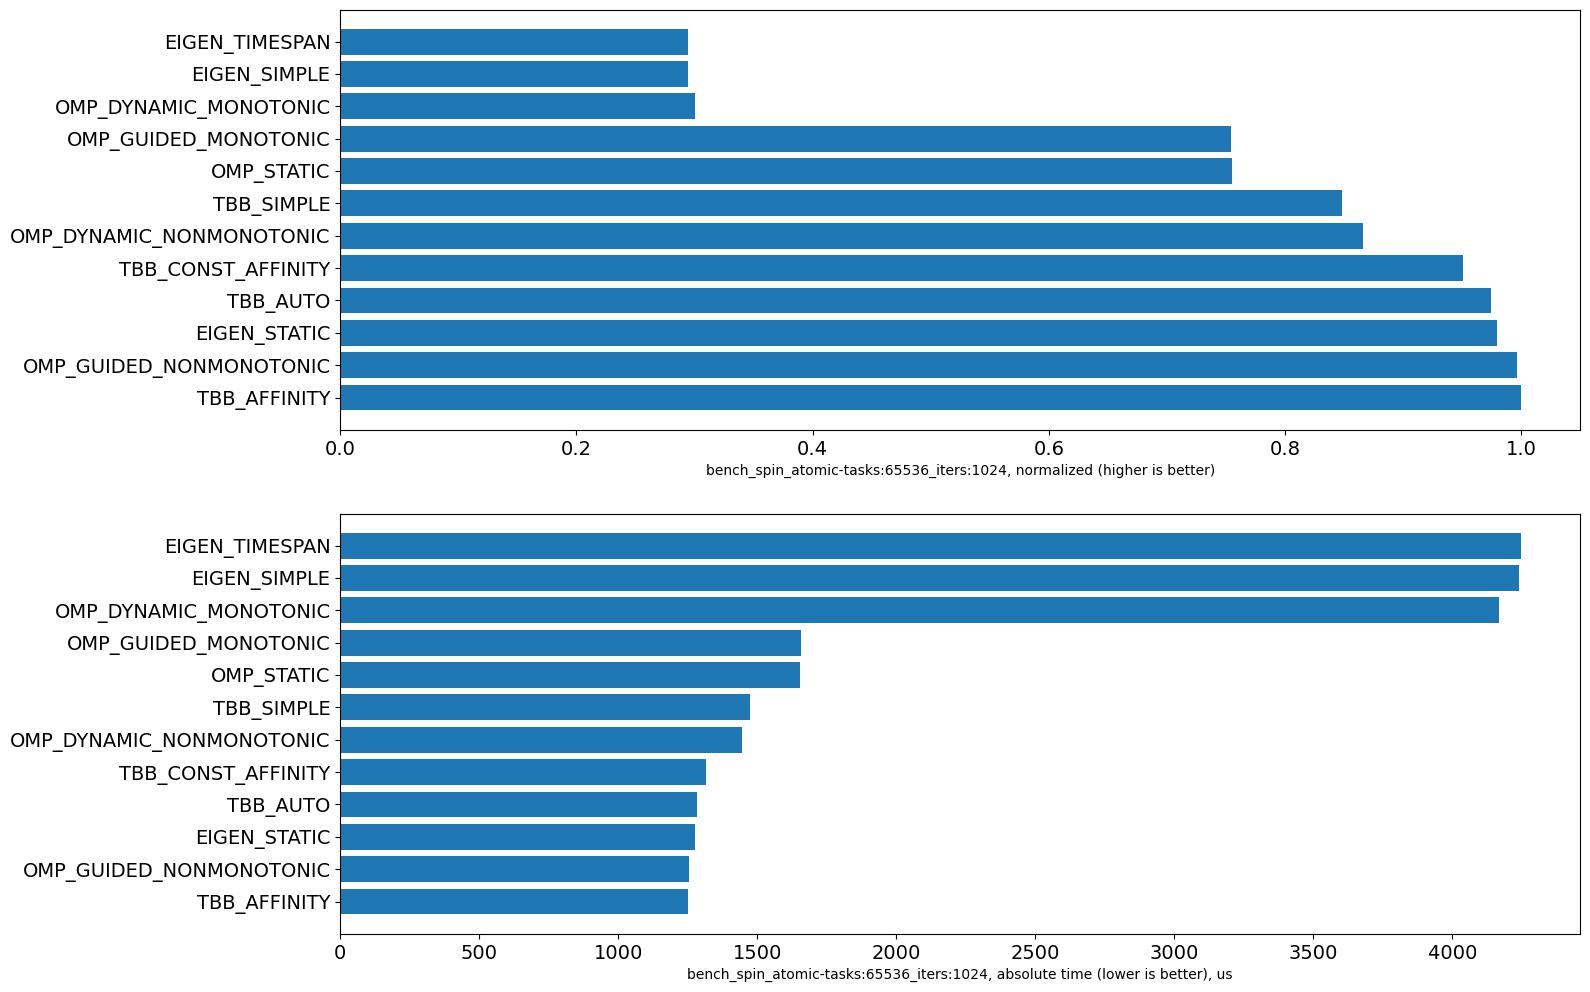 EIGEN_TIMESPAN
EIGEN_SIMPLE
OMP_DYNAMIC_MONOTONIC
OMP_GUIDED_MONOTONIC
OMP_STATIC
TBB_SIMPLE
OMP_DYNAMIC_NONMONOTONIC
TBB_CONST_AFFINITY
TBB_AUTO
EIGEN_STATIC
OMP_GUIDED_NONMONOTONIC
TBB_AFFINITY
0.0 0.2 0.4 0.6 0.8 1.0
bench_spin_atomic-tasks:65536_iters:1024, normalized (higher is better)
EIGEN_TIMESPAN
EIGEN_SIMPLE
OMP_DYNAMIC_MONOTONIC
OMP_GUIDED_MONOTONIC
OMP_STATIC
TBB_SIMPLE
OMP_DYNAMIC_NONMONOTONIC
TBB_CONST_AFFINITY
TBB_AUTO
EIGEN_STATIC
OMP_GUIDED_NONMONOTONIC
TBB_AFFINITY
0 500 1000 1500 2000 2500 3000 3500 4000
bench_spin_atomic-tasks:65536_iters:1024, absolute time (lower is better), us